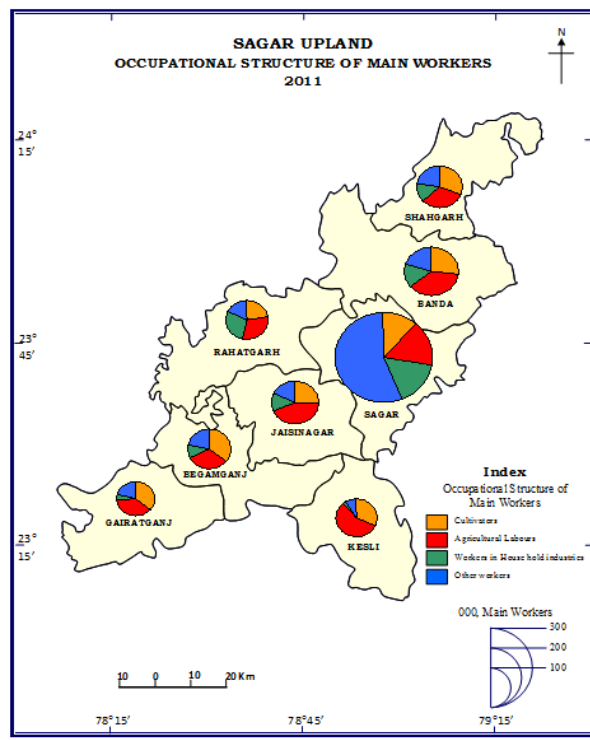 SAGAR UPLAND
OCCUPATIONAL STRUCTURE OF MAIN WORKERS
2011
N
24°
15′
SHAHGARH
BANDA
23°
45′
RAHATGARH
SAGAR
JAISINAGAR
BEGAMGANJ
GAIRATGANJ
KESLI
23°
15′
Index
Occupational Structure of
Main Workers
Cultivaters
Agricultural Labours
Workers in House hold industries
Other workers
000, Main Workers
300
200
100
10 0 10 20 Km
78°15′ 78°45′ 79°15′